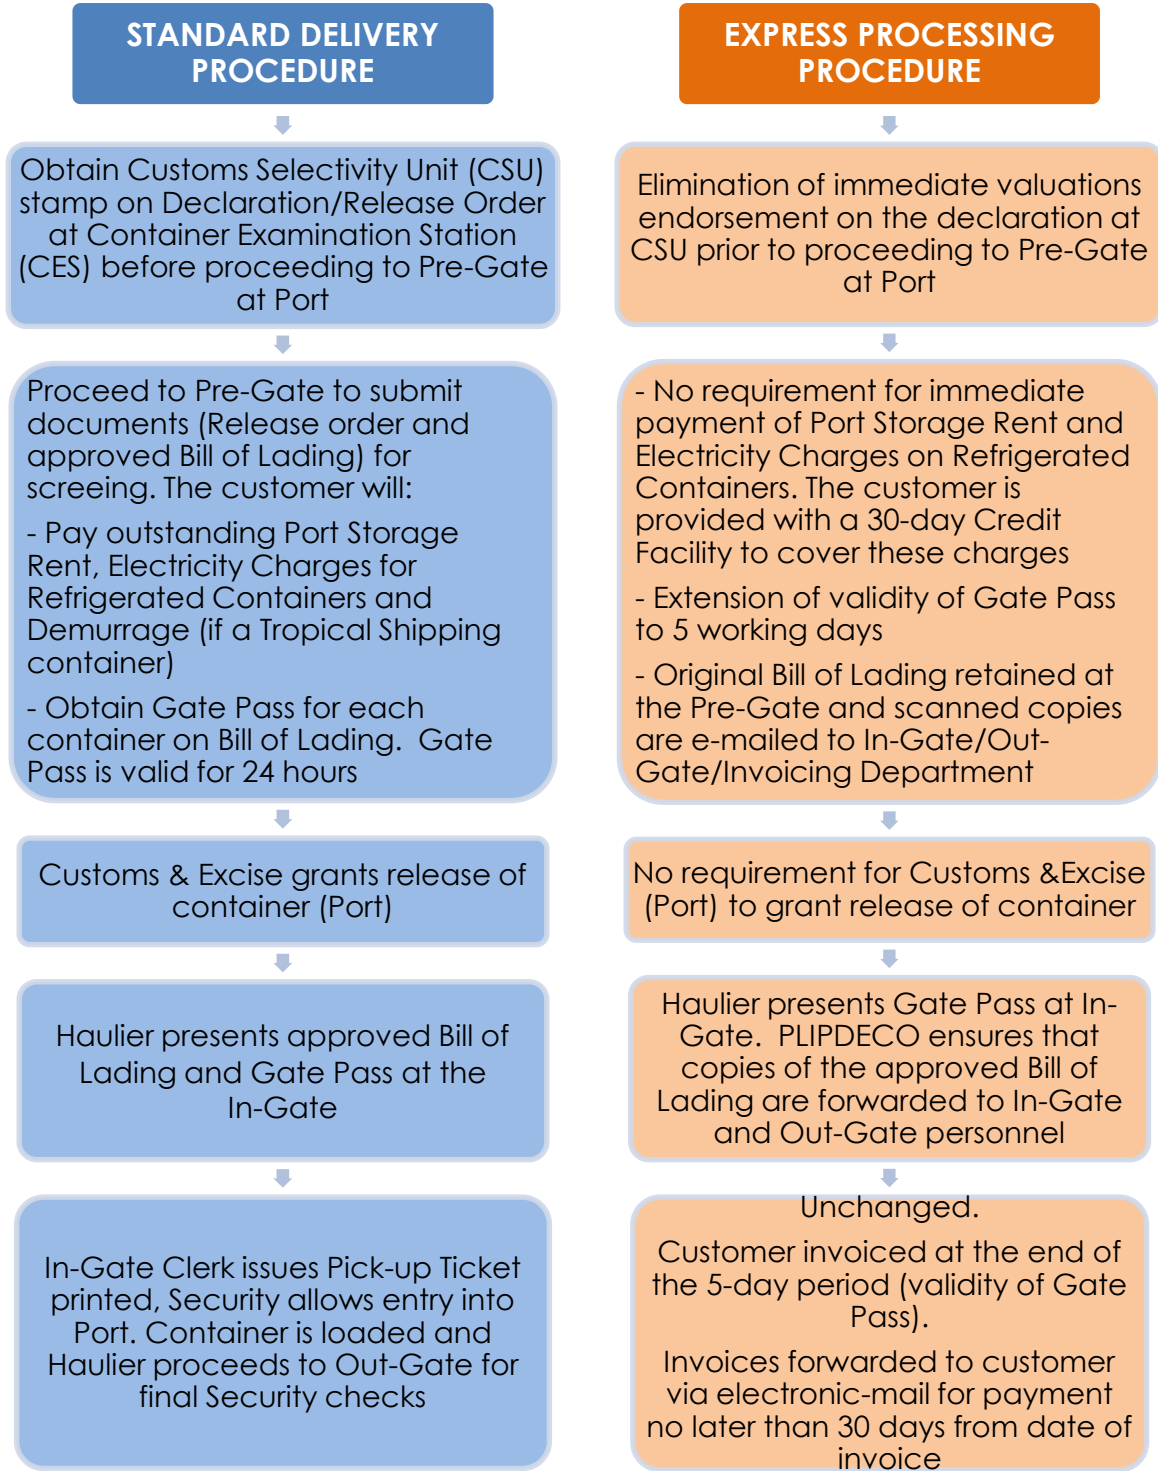 STANDARD DELIVERY
PROCEDURE
Obtain Customs Selectivity Unit (CSU)
stamp on Declaration/Release Order
at Container Examination Station
(CES) before proceeding to Pre-Gate
at Port
Proceed to Pre-Gate to submit
documents (Release order and
approved Bill of Lading) for
screeing. The customer will:
- Pay outstanding Port Storage
Rent, Electricity Charges for
Refrigerated Containers and
Demurrage (if a Tropical Shipping
container)
- Obtain Gate Pass for each
container on Bill of Lading.  Gate
Pass is valid for 24 hours
Customs & Excise grants release of
container (Port)
Haulier presents approved Bill of
Lading and Gate Pass at the
In-Gate
In-Gate Clerk issues Pick-up Ticket
printed, Security allows entry into
Port. Container is loaded and
Haulier proceeds to Out-Gate for
final Security checks
EXPRESS PROCESSING
PROCEDURE
Elimination of immediate valuations
endorsement on the declaration at
CSU prior to proceeding to Pre-Gate
at Port
- No requirement for immediate
payment of Port Storage Rent and
Electricity Charges on Refrigerated
Containers. The customer is
provided with a 30-day Credit
Facility to cover these charges
- Extension of validity of Gate Pass
to 5 working days
- Original Bill of Lading retained at
the Pre-Gate and scanned copies
are e-mailed to In-Gate/Out-
Gate/Invoicing Department
No requirement for Customs &Excise
(Port) to grant release of container
Haulier presents Gate Pass at In-
Gate.  PLIPDECO ensures that
copies of the approved Bill of
Lading are forwarded to In-Gate
and Out-Gate personnel
Unchanged.
Customer invoiced at the end of
the 5-day period (validity of Gate
Pass).
Invoices forwarded to customer
via electronic-mail for payment
no later than 30 days from date of
invoice